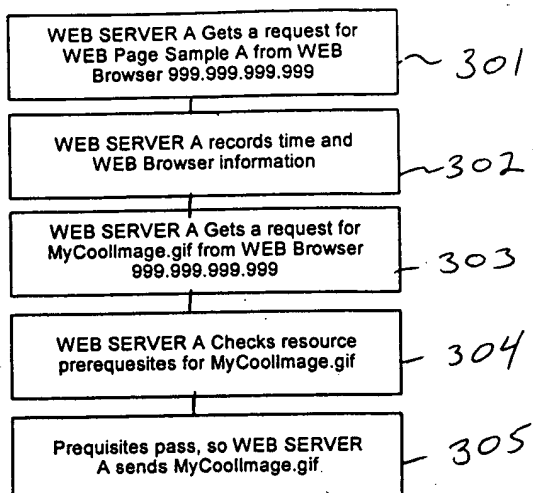 WEB SERVER A Gets a request for
WEB Page Sample A from WEB
Browser 999.999.999.999
301
WEB SERVER A records time and
WEB Browser information
302
WEB SERVER A Gets a request for
MyCoolImage.gif from WEB Browser
999.999.999.999
303
WEB SERVER A Checks resource
prerequesites for MyCoolImage.gif
304
Prequisites pass, so WEB SERVER
A sends MyCoolImage.gif
305